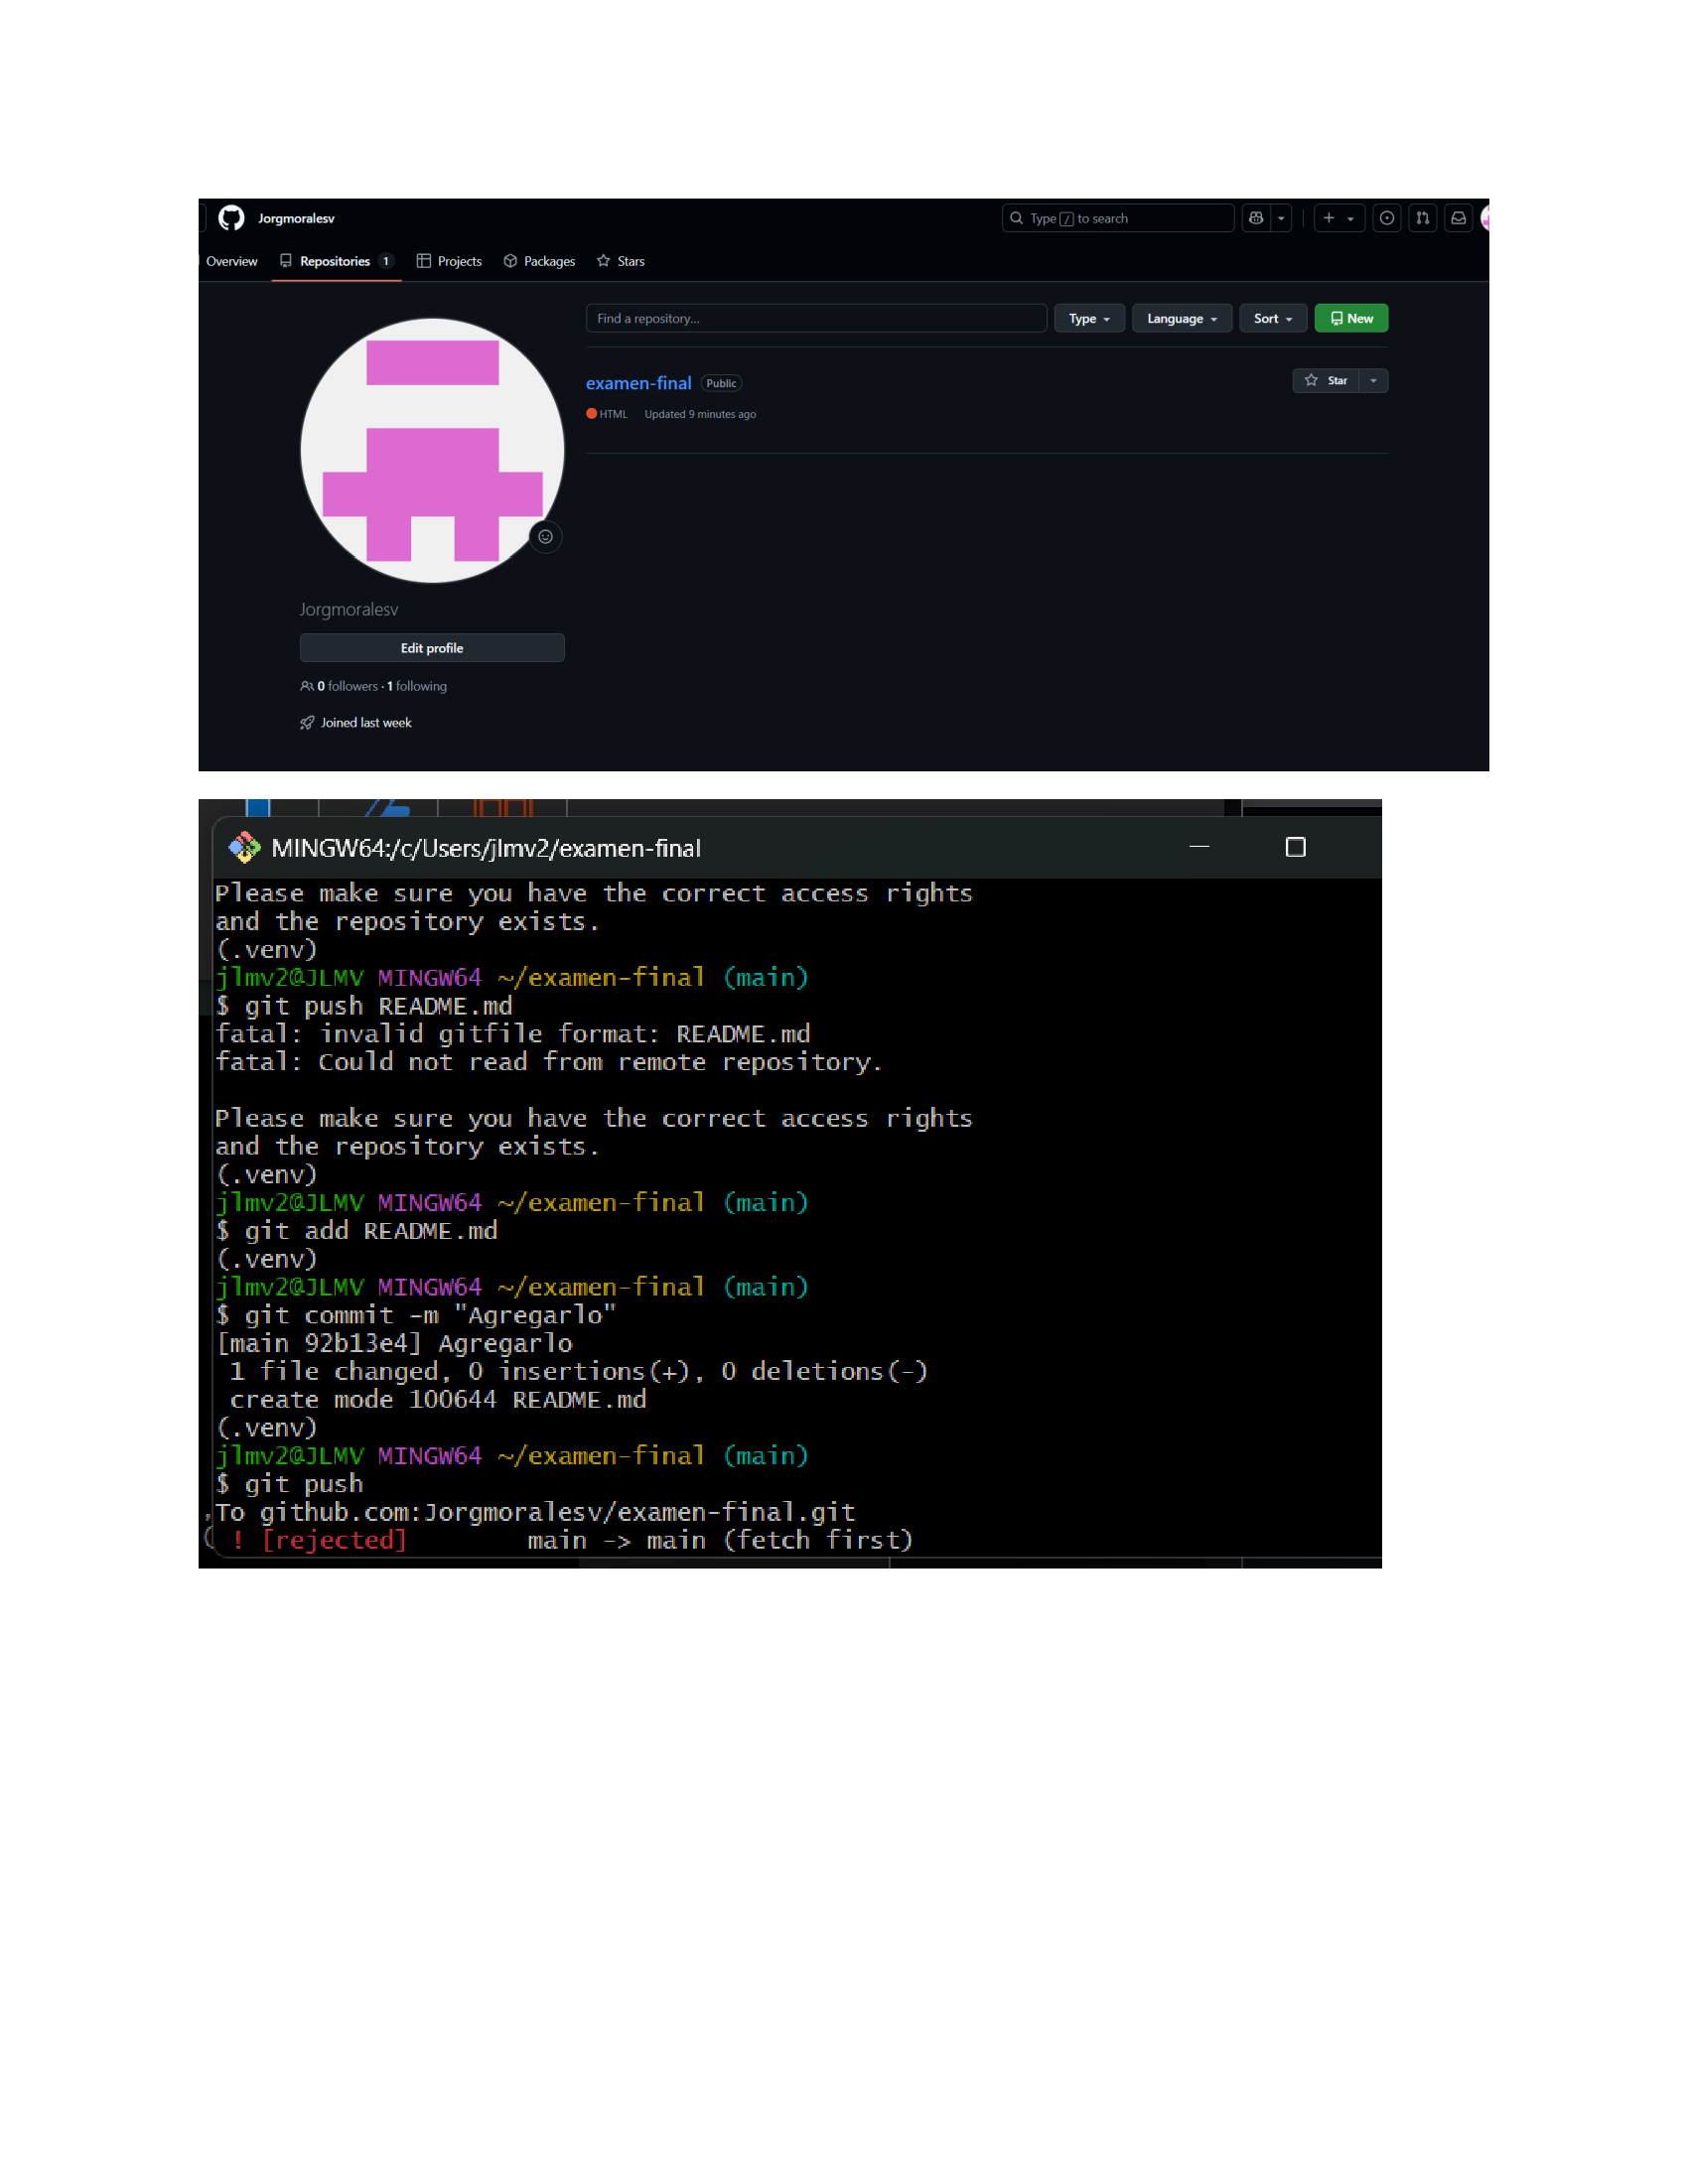 Jorgmoralesv
Type / to search
Overview Repositories 1 Projects Packages Stars
Find a repository...
Type Language Sort New
examen-final Public
Star
HTML Updated 9 minutes ago
Jorgmoralesv
Edit profile
0 followers · 1 following
Joined last week
MINGW64:/c/Users/jlmv2/examen-final
Please make sure you have the correct access rights
and the repository exists.
(.venv)
jlmv2@JLMV MINGW64 ~/examen-final (main)
$ git push README.md
fatal: invalid gitfile format: README.md
fatal: Could not read from remote repository.
Please make sure you have the correct access rights
and the repository exists.
(.venv)
jlmv2@JLMV MINGW64 ~/examen-final (main)
$ git add README.md
(.venv)
jlmv2@JLMV MINGW64 ~/examen-final (main)
$ git commit -m "Agregarlo"
[main 92b13e4] Agregarlo
1 file changed, 0 insertions(+), 0 deletions(-)
create mode 100644 README.md
(.venv)
jlmv2@JLMV MINGW64 ~/examen-final (main)
$ git push
To github.com:Jorgmoralesv/examen-final.git
! [rejected] main -> main (fetch first)